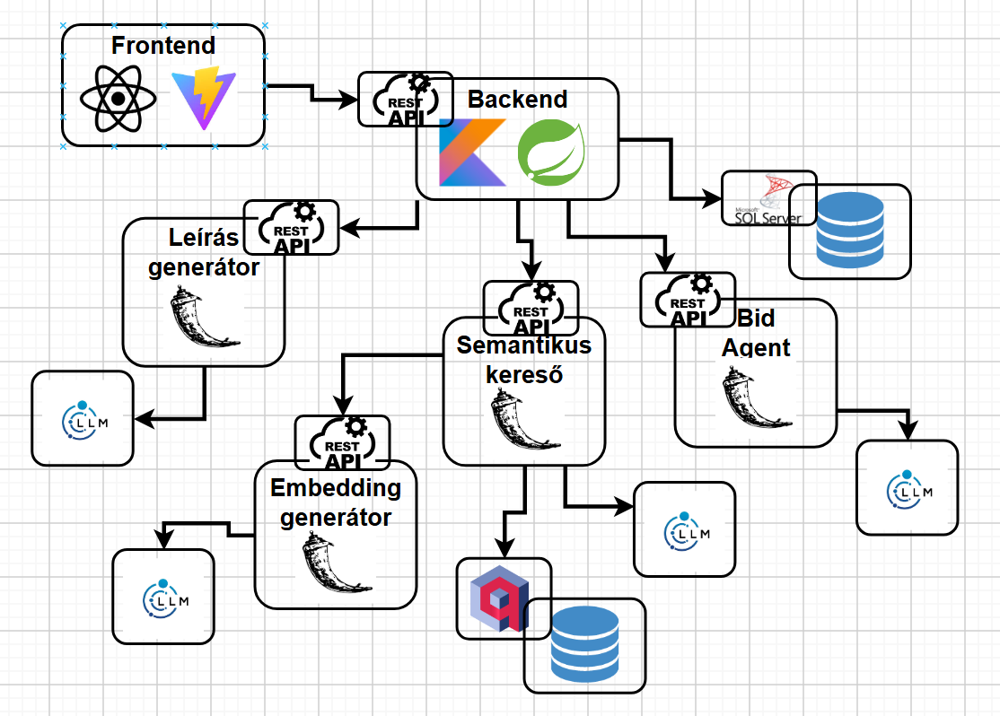 Frontend
REST
API
Backend
Microsoft
SQL Server
REST
API
Leírás
generátor
REST
API
Semantikus
kereső
REST
API
Bid
Agent
LLM
REST
API
Embedding
generátor
LLM
LLM
LLM